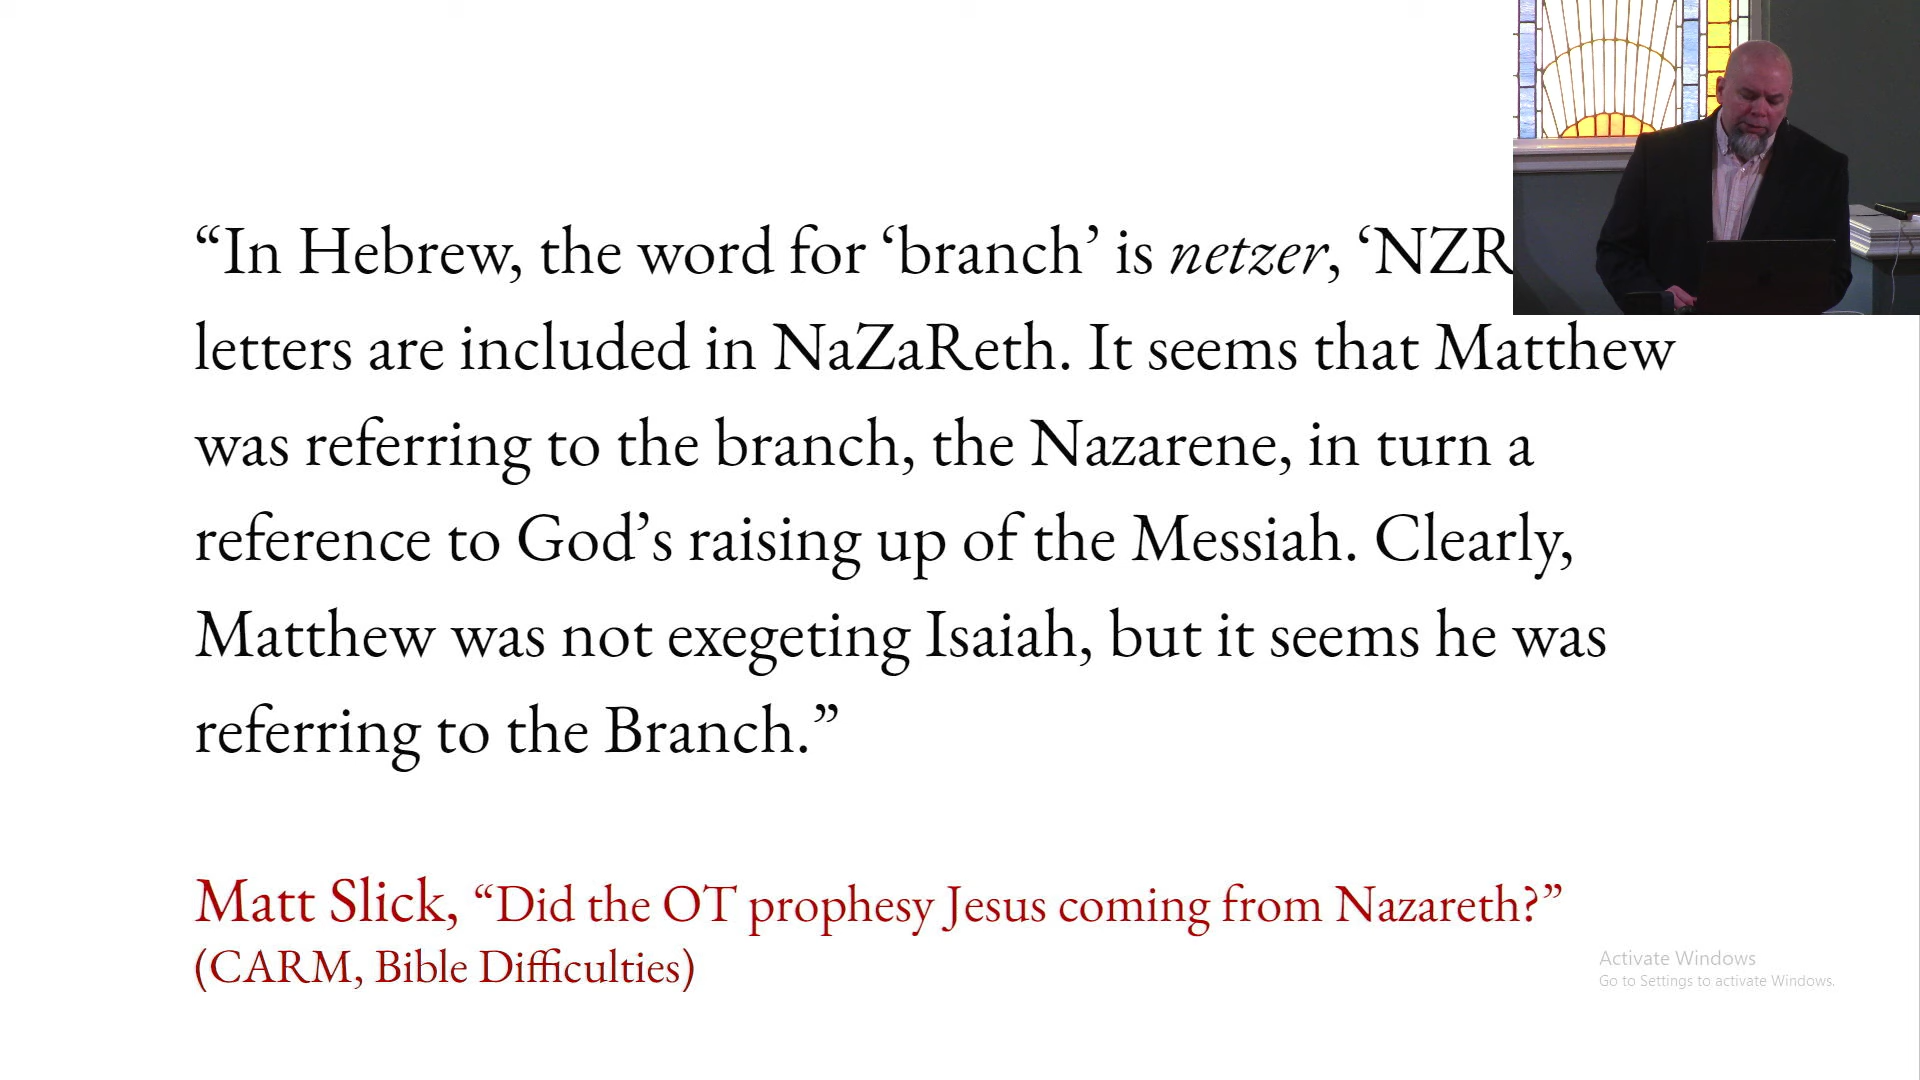 “In Hebrew, the word for ‘branch’ is netzer, ‘NZR
letters are included in NaZaReth. It seems that Matthew
was referring to the branch, the Nazarene, in turn a
reference to God’s raising up of the Messiah. Clearly,
Matthew was not exegeting Isaiah, but it seems he was
referring to the Branch.”
Matt Slick, “Did the OT prophesy Jesus coming from Nazareth?”
(CARM, Bible Difficulties)
Activate Windows
Go to Settings to activate Windows.